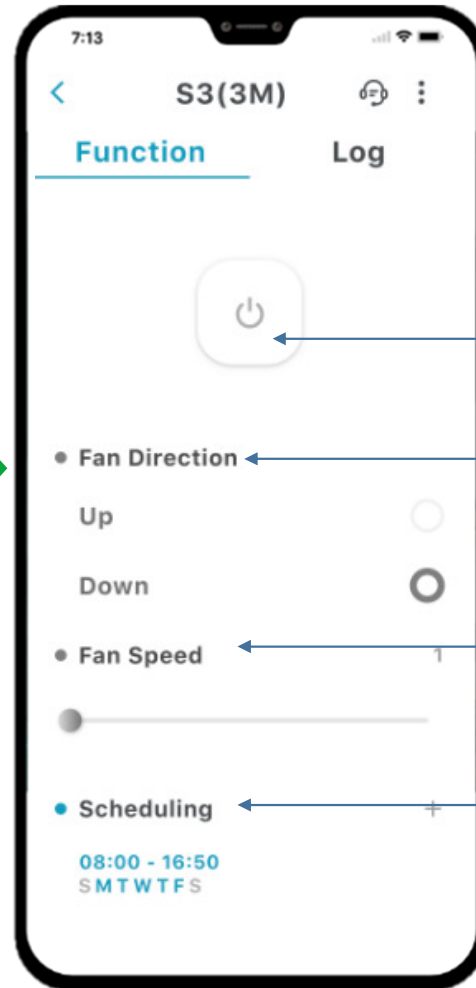 7:13
S3(3M)
Function Log
Fan Direction
Up
Down
Fan Speed 1
Scheduling +
08:00 - 16:50
SMTWTFS